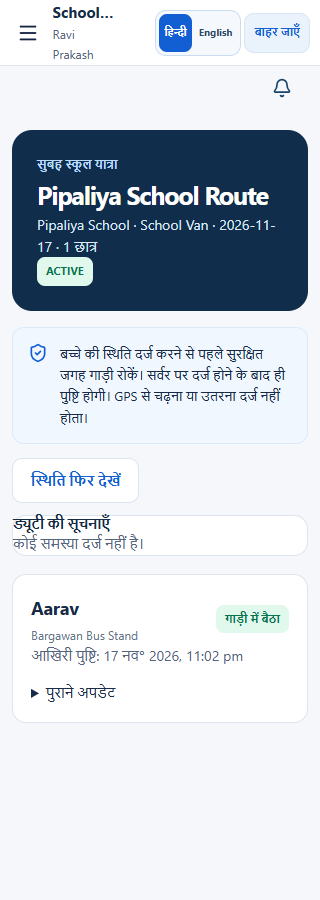 School...
Ravi
Prakash
हिन्दी
English
बाहर जाएँ
सुबह स्कूल यात्रा
Pipaliya School Route
Pipaliya School · School Van · 2026-11-
17 · 1 छात्र
ACTIVE
बच्चे की स्थिति दर्ज करने से पहले सुरक्षित
जगह गाड़ी रोकें। सर्वर पर दर्ज होने के बाद ही
पुष्टि होगी। GPS से चढ़ना या उतरना दर्ज नहीं
होता।
स्थिति फिर देखें
ड्यूटी की सूचनाएँ
कोई समस्या दर्ज नहीं है।
Aarav
गाड़ी में बैठा
Bargawan Bus Stand
आखिरी पुष्टि: 17 नव॰ 2026, 11:02 pm
पुराने अपडेट